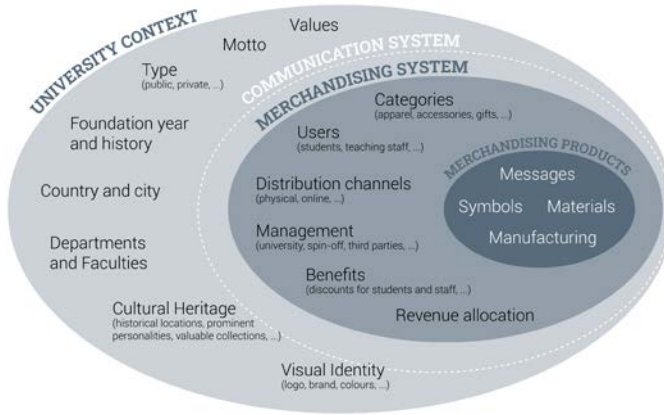 UNIVERSITY CONTEXT
Values
Motto
Type
(public, private, ...)
Foundation year
and history
Country and city
Departments
and Faculties
Cultural Heritage
(historical locations, prominent
personalities, valuable collections, ...)
Visual Identity
(logo, brand, colours, ...)
COMMUNICATION SYSTEM
MERCHANDISING SYSTEM
Categories
(apparel, accessories, gifts, ...)
Users
(students, teaching staff, ...)
Distribution channels
(physical, online, ...)
Management
(university, spin-off, third parties, ...)
Benefits
(discounts for students and staff, ...)
Revenue allocation
MERCHANDISING PRODUCTS
Messages
Symbols
Materials
Manufacturing